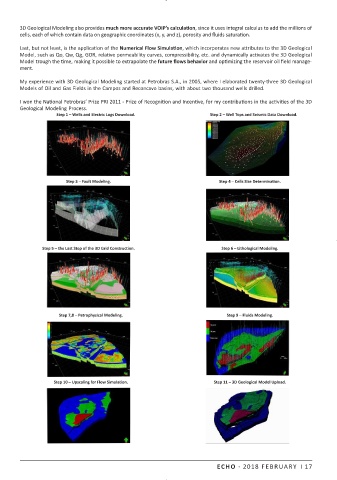 3D Geological Modeling also provides much more accurate VOIP's calculation, since it uses integral calculus to add the millions of
cells, each of which contain data on geographic coordinates (x, y, and z), porosity and fluids saturation.
Last, but not least, is the application of the Numerical Flow Simulation, which incorporates new attributes to the 3D Geological
Model, such as Qo, Qw, Qg, GOR, relative permeability curves, compressibility, etc. and dynamically activates the 3D Geological
Model trough the time, making it possible to extrapolate the future flows behavior and optimizing the reservoir oil field manage-
ment.
My experience with 3D Geological Modeling started at Petrobras S.A., in 2005, where I elaborated twenty-three 3D Geological
Models of Oil and Gas Fields in the Campos and Reconcavo basins, with about two thousand wells drilled.
I won the National Petrobras' Prize PRI 2011 - Prize of Recognition and Incentive, for my contributions in the activities of the 3D
Geological Modeling Process.
Step 1 – Wells and Electric Logs Download.
Step 2 – Well Tops and Seismic Data Download.
Step 3 – Fault Modeling.
Step 4 – Cells Size Determination.
Step 5 – the Last Step of the 3D Grid Construction.
Step 6 – Lithological Modeling.
Step 7,8 – Petrophysical Modeling.
Step 9 – Fluids Modeling.
Step 10 – Upscaling for Flow Simulation.
Step 11 – 3D Geological Model Upload.
ECHO - 2018 FEBRUARY | 17